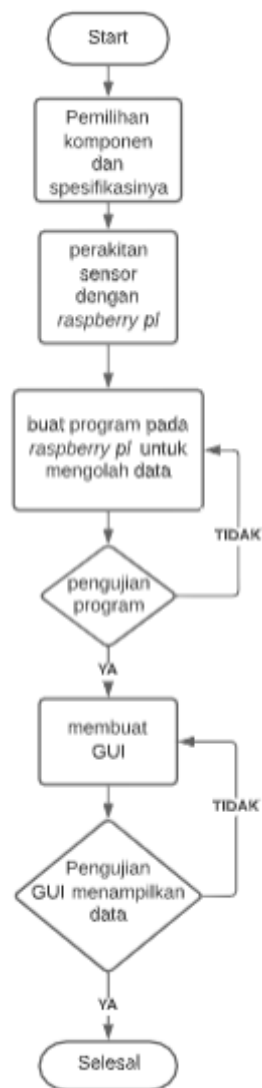 Start
Pemilihan
komponen
dan
spesifikasinya
perakitan
sensor
dengan
raspberry pi
buat program pada
raspberry pi untuk
mengolah data
TIDAK
pengujian
program
YA
membuat
GUI
TIDAK
Pengujian
GUI menampilkan
data
YA
Selesai